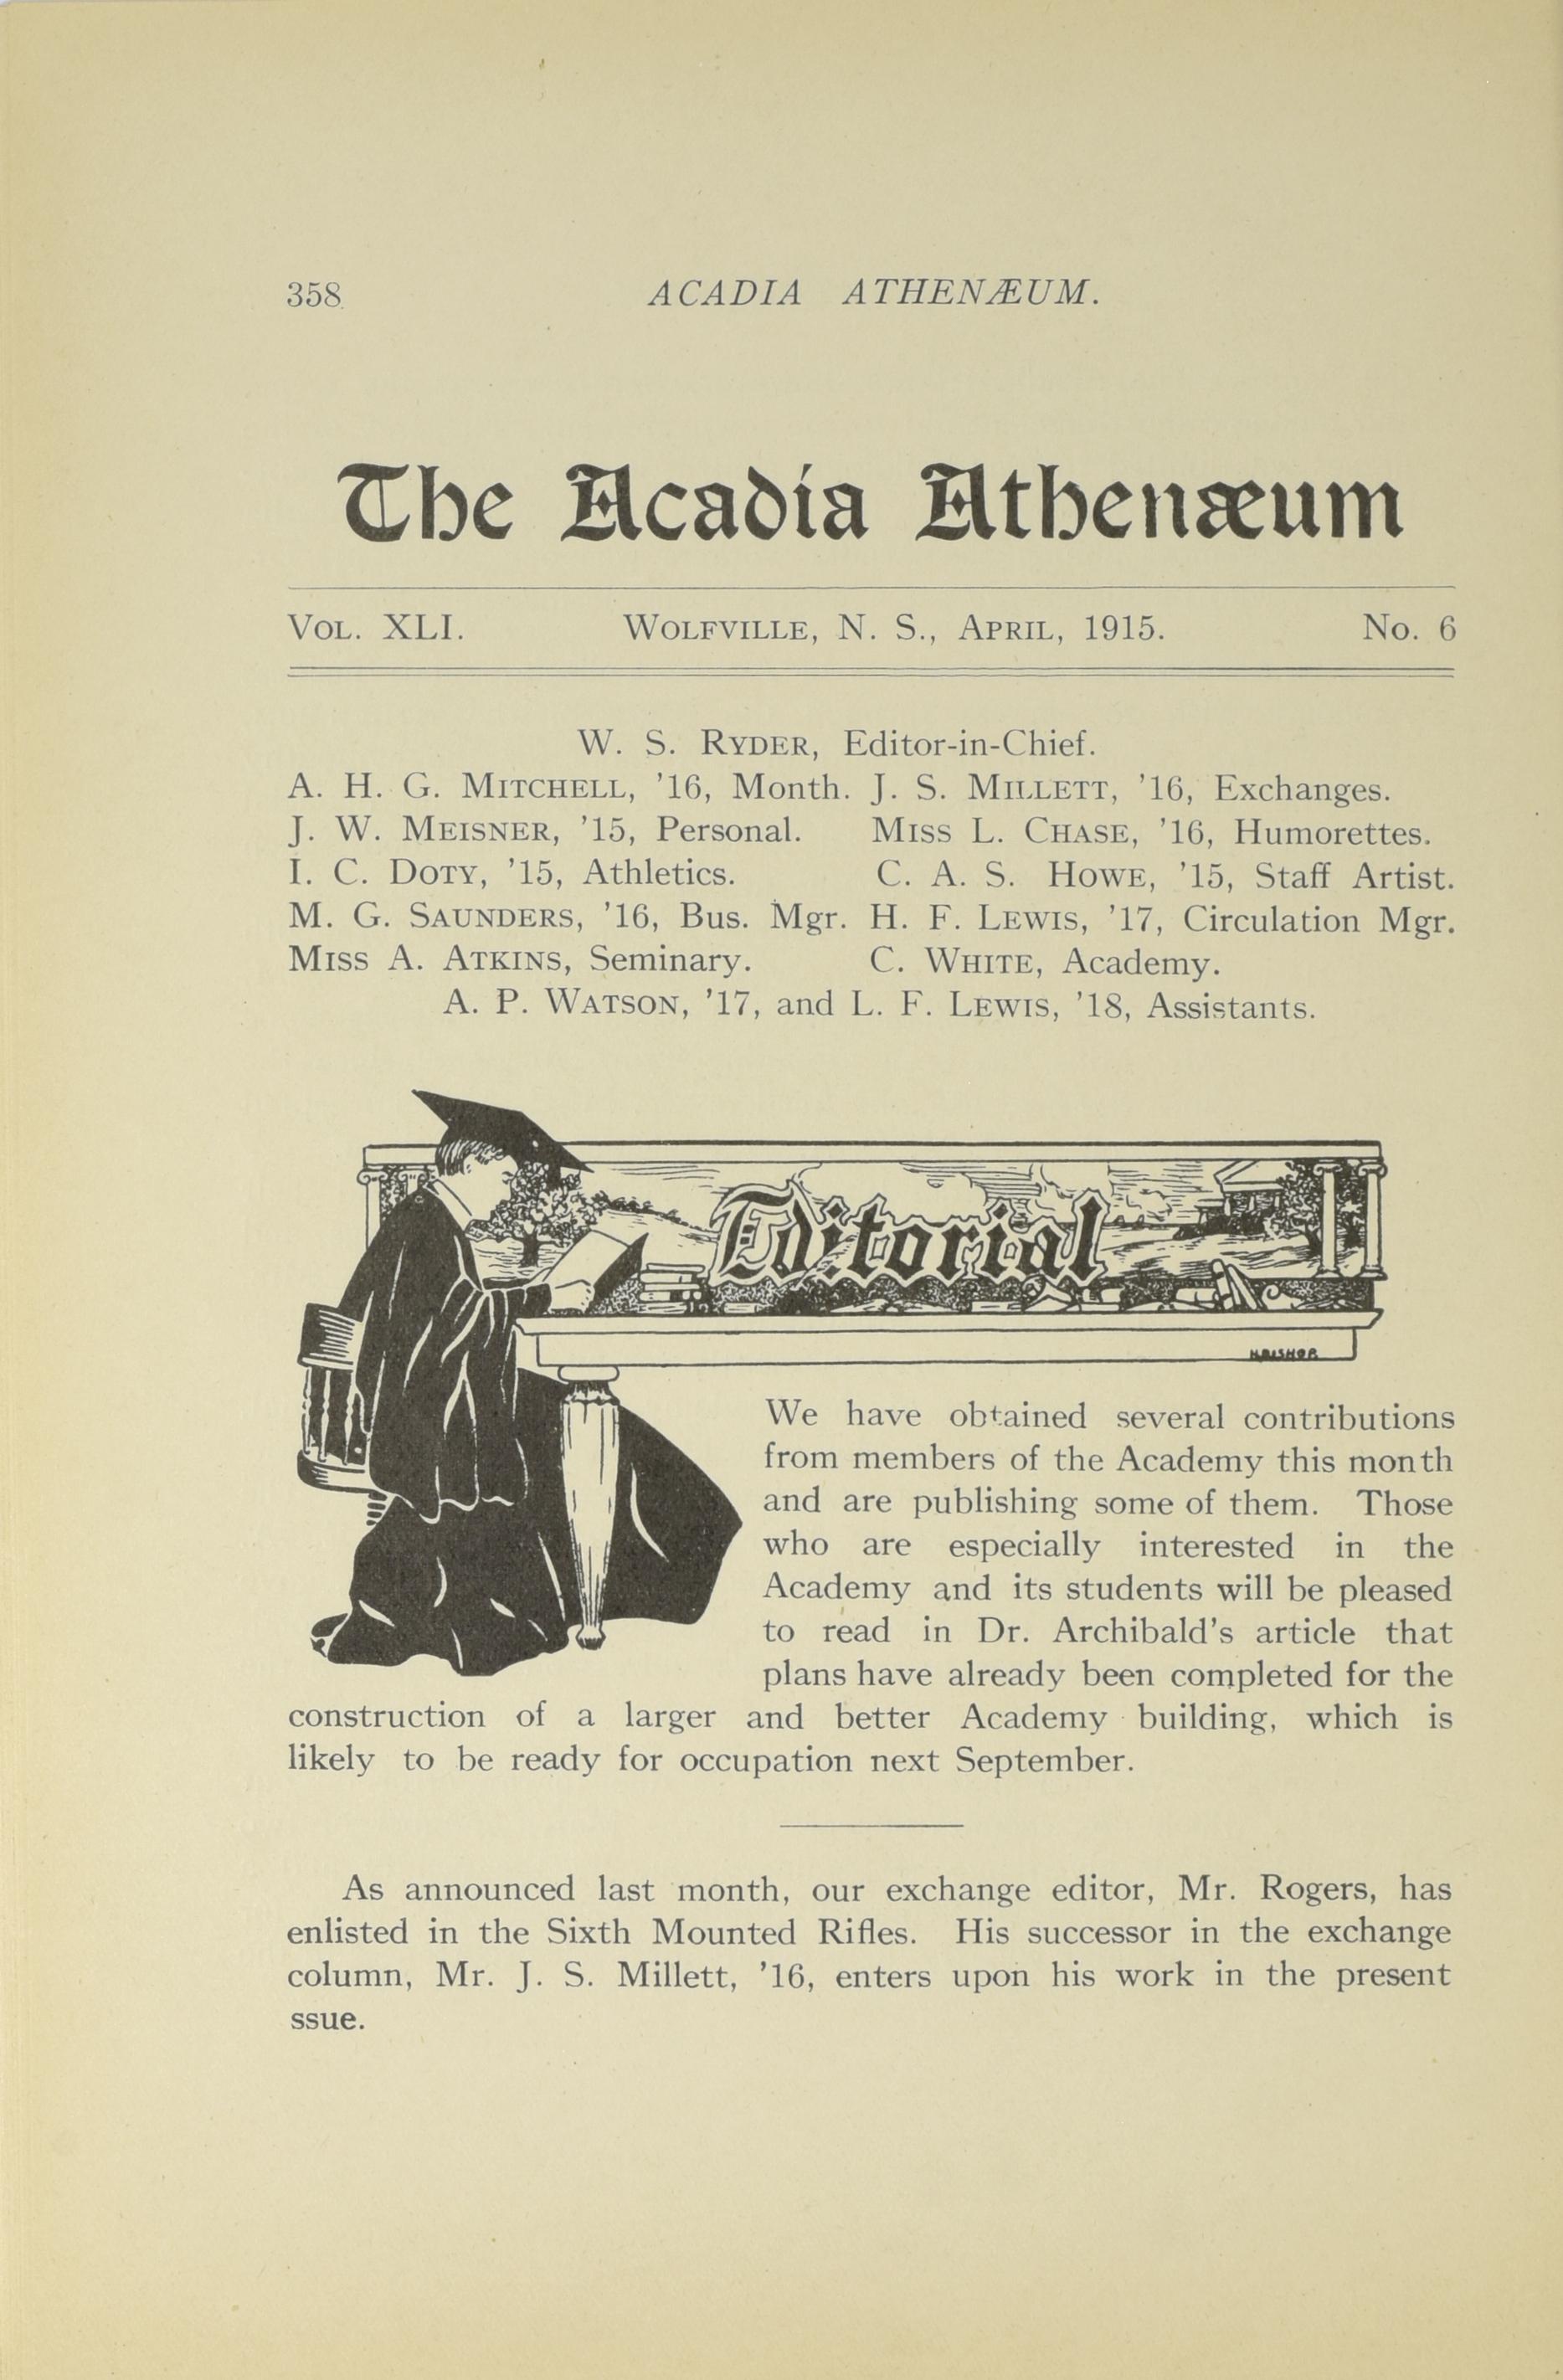 358
ACADIA ATHENÆUM.
The Acadia Athenæum
VOL. XLI.
WOLFVILLE, N. S., APRIL, 1915.
No. 6
W. S. RYDER, Editor-in-Chief.
A. H. G. MITCHELL, ’16, Month. J. S. MILLETT, ’16, Exchanges.
J. W. MEISNER, ’15, Personal. MISS L. CHASE, ’16, Humorettes.
I. C. DOTY, ’15, Athletics. C. A. S. HOWE, ’15, Staff Artist.
M. G. SAUNDERS, ’16, Bus. Mgr. H. F. LEWIS, ’17, Circulation Mgr.
MISS A. ATKINS, Seminary. C. WHITE, Academy.
A. P. WATSON, ’17, and L. F. LEWIS, ’18, Assistants.
Editorial
We have obtained several contributions
from members of the Academy this month
and are publishing some of them. Those
who are especially interested in the
Academy and its students will be pleased
to read in Dr. Archibald’s article that
plans have already been completed for the
construction of a larger and better Academy building, which is
likely to be ready for occupation next September.
As announced last month, our exchange editor, Mr. Rogers, has
enlisted in the Sixth Mounted Rifles. His successor in the exchange
column, Mr. J. S. Millett, ’16, enters upon his work in the present
ssue.